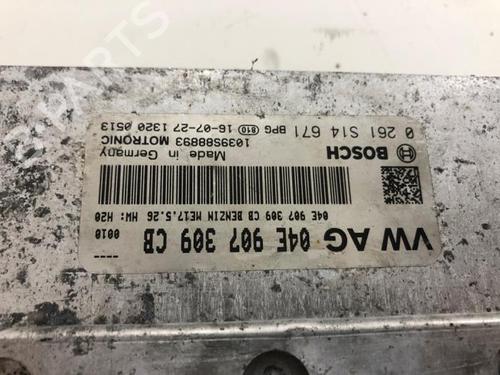 VW AG 04E 907 309 CB
0010 ----
04E 907 309 CB BENZIN ME17.5.26 HW: H20
BOSCH
Made in Germany
1039S88893 MOTRONIC
0 261 S14 671 BPG 810 16-07-27 1320 0513
PARTS